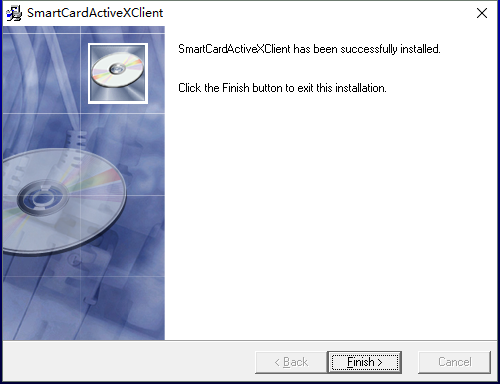 SmartCardActiveXClient
SmartCardActiveXClient has been successfully installed.
Click the Finish button to exit this installation.
< Back
Finish >
Cancel